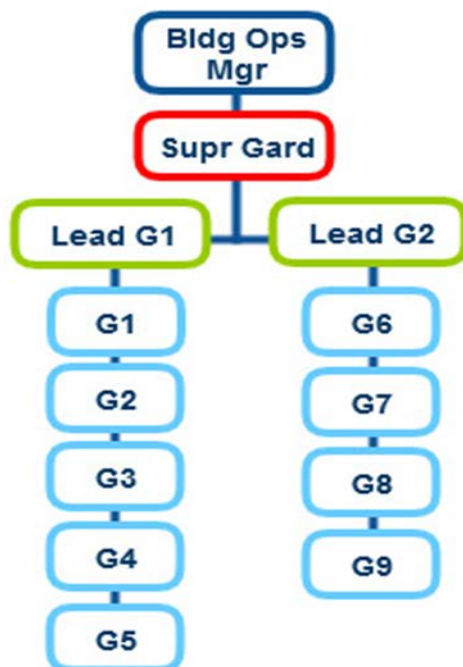 Bldg Ops
Mgr
Supr Gard
Lead G1
Lead G2
G1
G2
G3
G4
G5
G6
G7
G8
G9